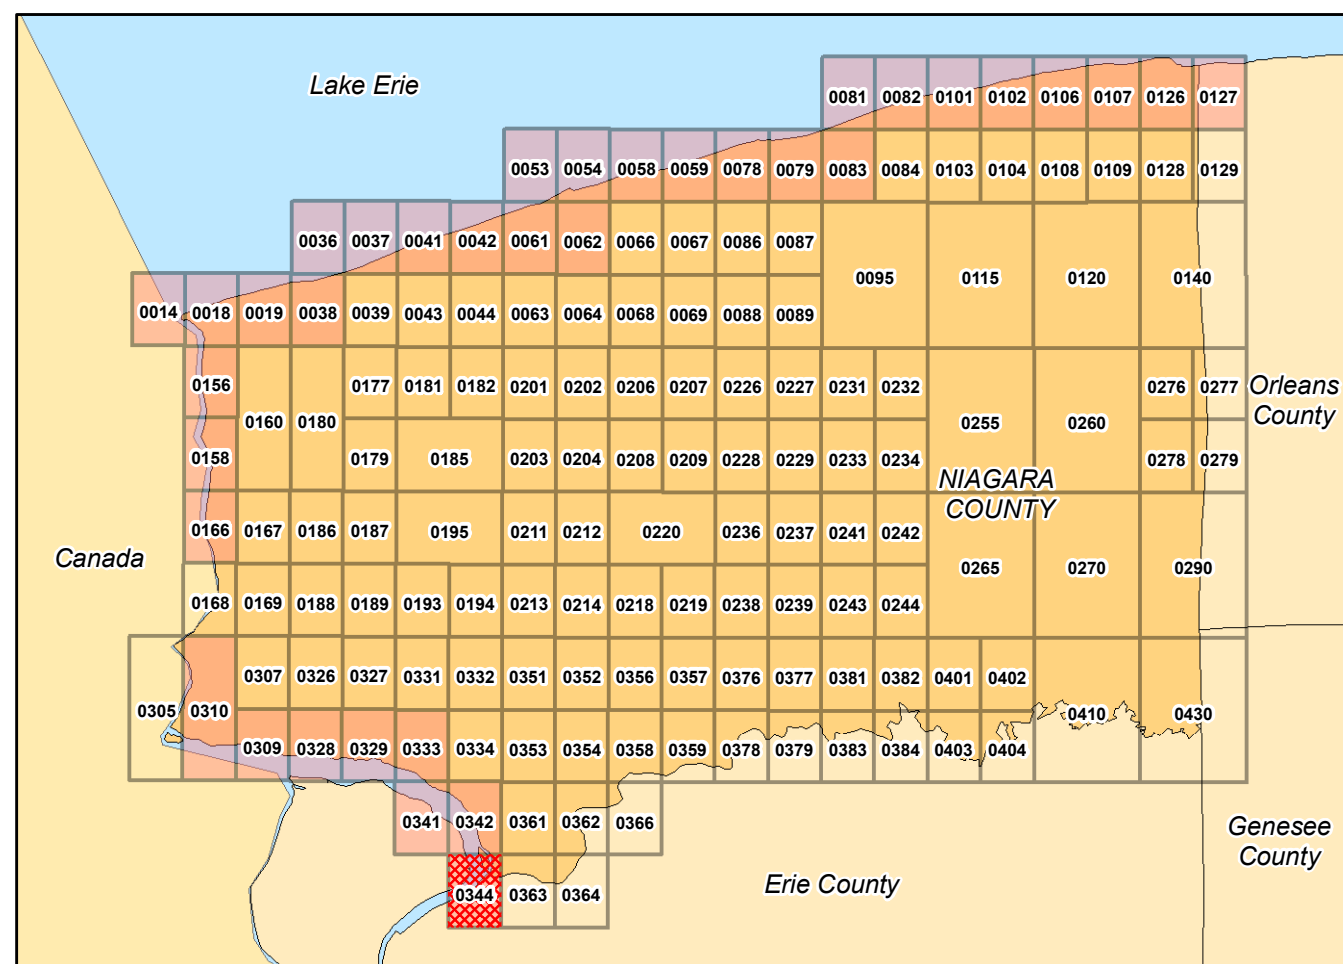 Lake Erie
0081 0082 0101 0102 0106 0107 0126 0127
0053 0054 0058 0059 0078 0079 0083 0084 0103 0104 0108 0109 0128 0129
0036 0037 0041 0042 0061 0062 0066 0067 0086 0087
0095 0115 0120 0140
0014 0018 0019 0038 0039 0043 0044 0063 0064 0068 0069 0088 0089
0156 0177 0181 0182 0201 0202 0206 0207 0226 0227 0231 0232 0276 0277
Orleans
County
0160 0180 0255 0260
0158 0179 0185 0203 0204 0208 0209 0228 0229 0233 0234 0278 0279
NIAGARA
COUNTY
0166 0167 0186 0187 0195 0211 0212 0220 0236 0237 0241 0242
Canada
0265 0270 0290
0168 0169 0188 0189 0193 0194 0213 0214 0218 0219 0238 0239 0243 0244
0307 0326 0327 0331 0332 0351 0352 0356 0357 0376 0377 0381 0382 0401 0402
0305 0310 0410 0430
0309 0328 0329 0333 0334 0353 0354 0358 0359 0378 0379 0383 0384 0403 0404
0341 0342 0361 0362 0366
Genesee
County
Erie County
0344 0363 0364